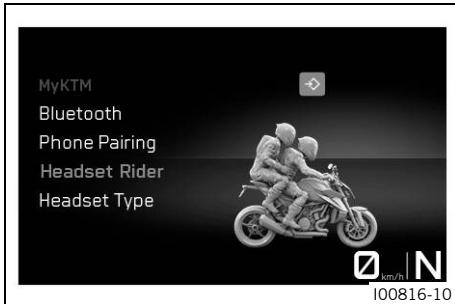 MyKTM
Bluetooth
Phone Pairing
Headset Rider
Headset Type
0 km/h N
I00816-10